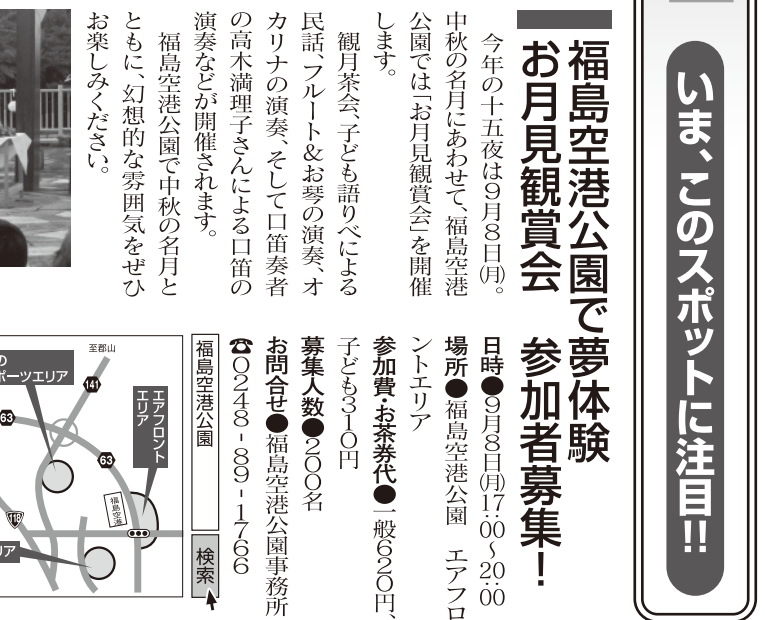 いま、このスポットに注目!!
福島空港公園で夢体験
お月見観賞会 参加者募集！
今年の十五夜は9月8日㈪。
中秋の名月にあわせて、福島空港
公園では「お月見観賞会」を開催
します。
観月茶会、子ども語りべによる
民話、フルート&お琴の演奏、オ
カリナの演奏、そして口笛奏者
の高木満理子さんによる口笛の
演奏などが開催されます。
福島空港公園で中秋の名月と
ともに、幻想的な雰囲気をぜひ
お楽しみください。
日時●9月8日㈪17:00〜20:00
場所●福島空港公園 エアフロ
ントエリア
参加費・お茶券代●一般620円、
子ども310円
募集人数●200名
お問合せ●福島空港公園事務所
☎0248-89-1766
福島空港公園
検索
至郡山
の
ポーツエリア
141
エアフロント
エリア
63
63
福島空港
118
リア